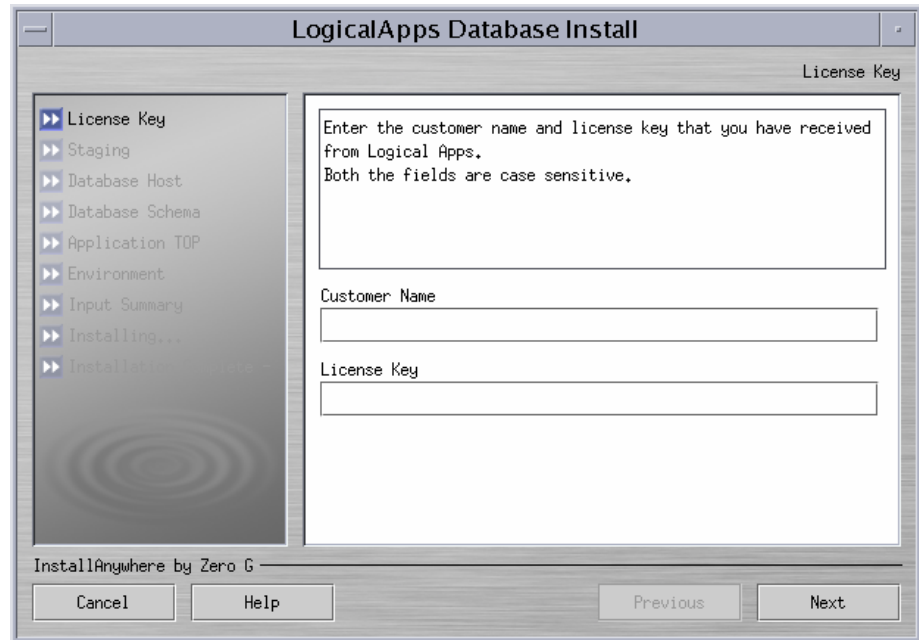 LogicalApps Database Install
License Key
License Key
Staging
Database Host
Database Schema
Application TOP
Environment
Input Summary
Installing...
Enter the customer name and license key that you have received
from Logical Apps.
Both the fields are case sensitive.
Customer Name
License Key
InstallAnywhere by Zero G
Cancel
Help
Previous
Next